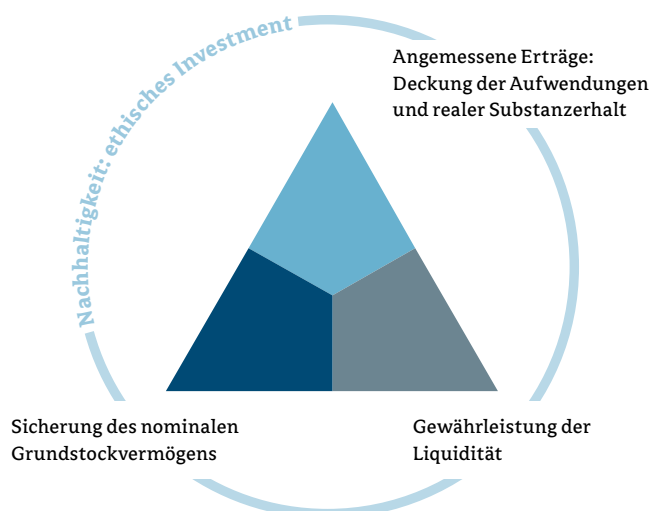 Nachhaltigkeit: ethisches Investment
Angemessene Erträge:
Deckung der Aufwendungen
und realer Substanzerhalt
Sicherung des nominalen
Grundstockvermögens
Gewährleistung der
Liquidität